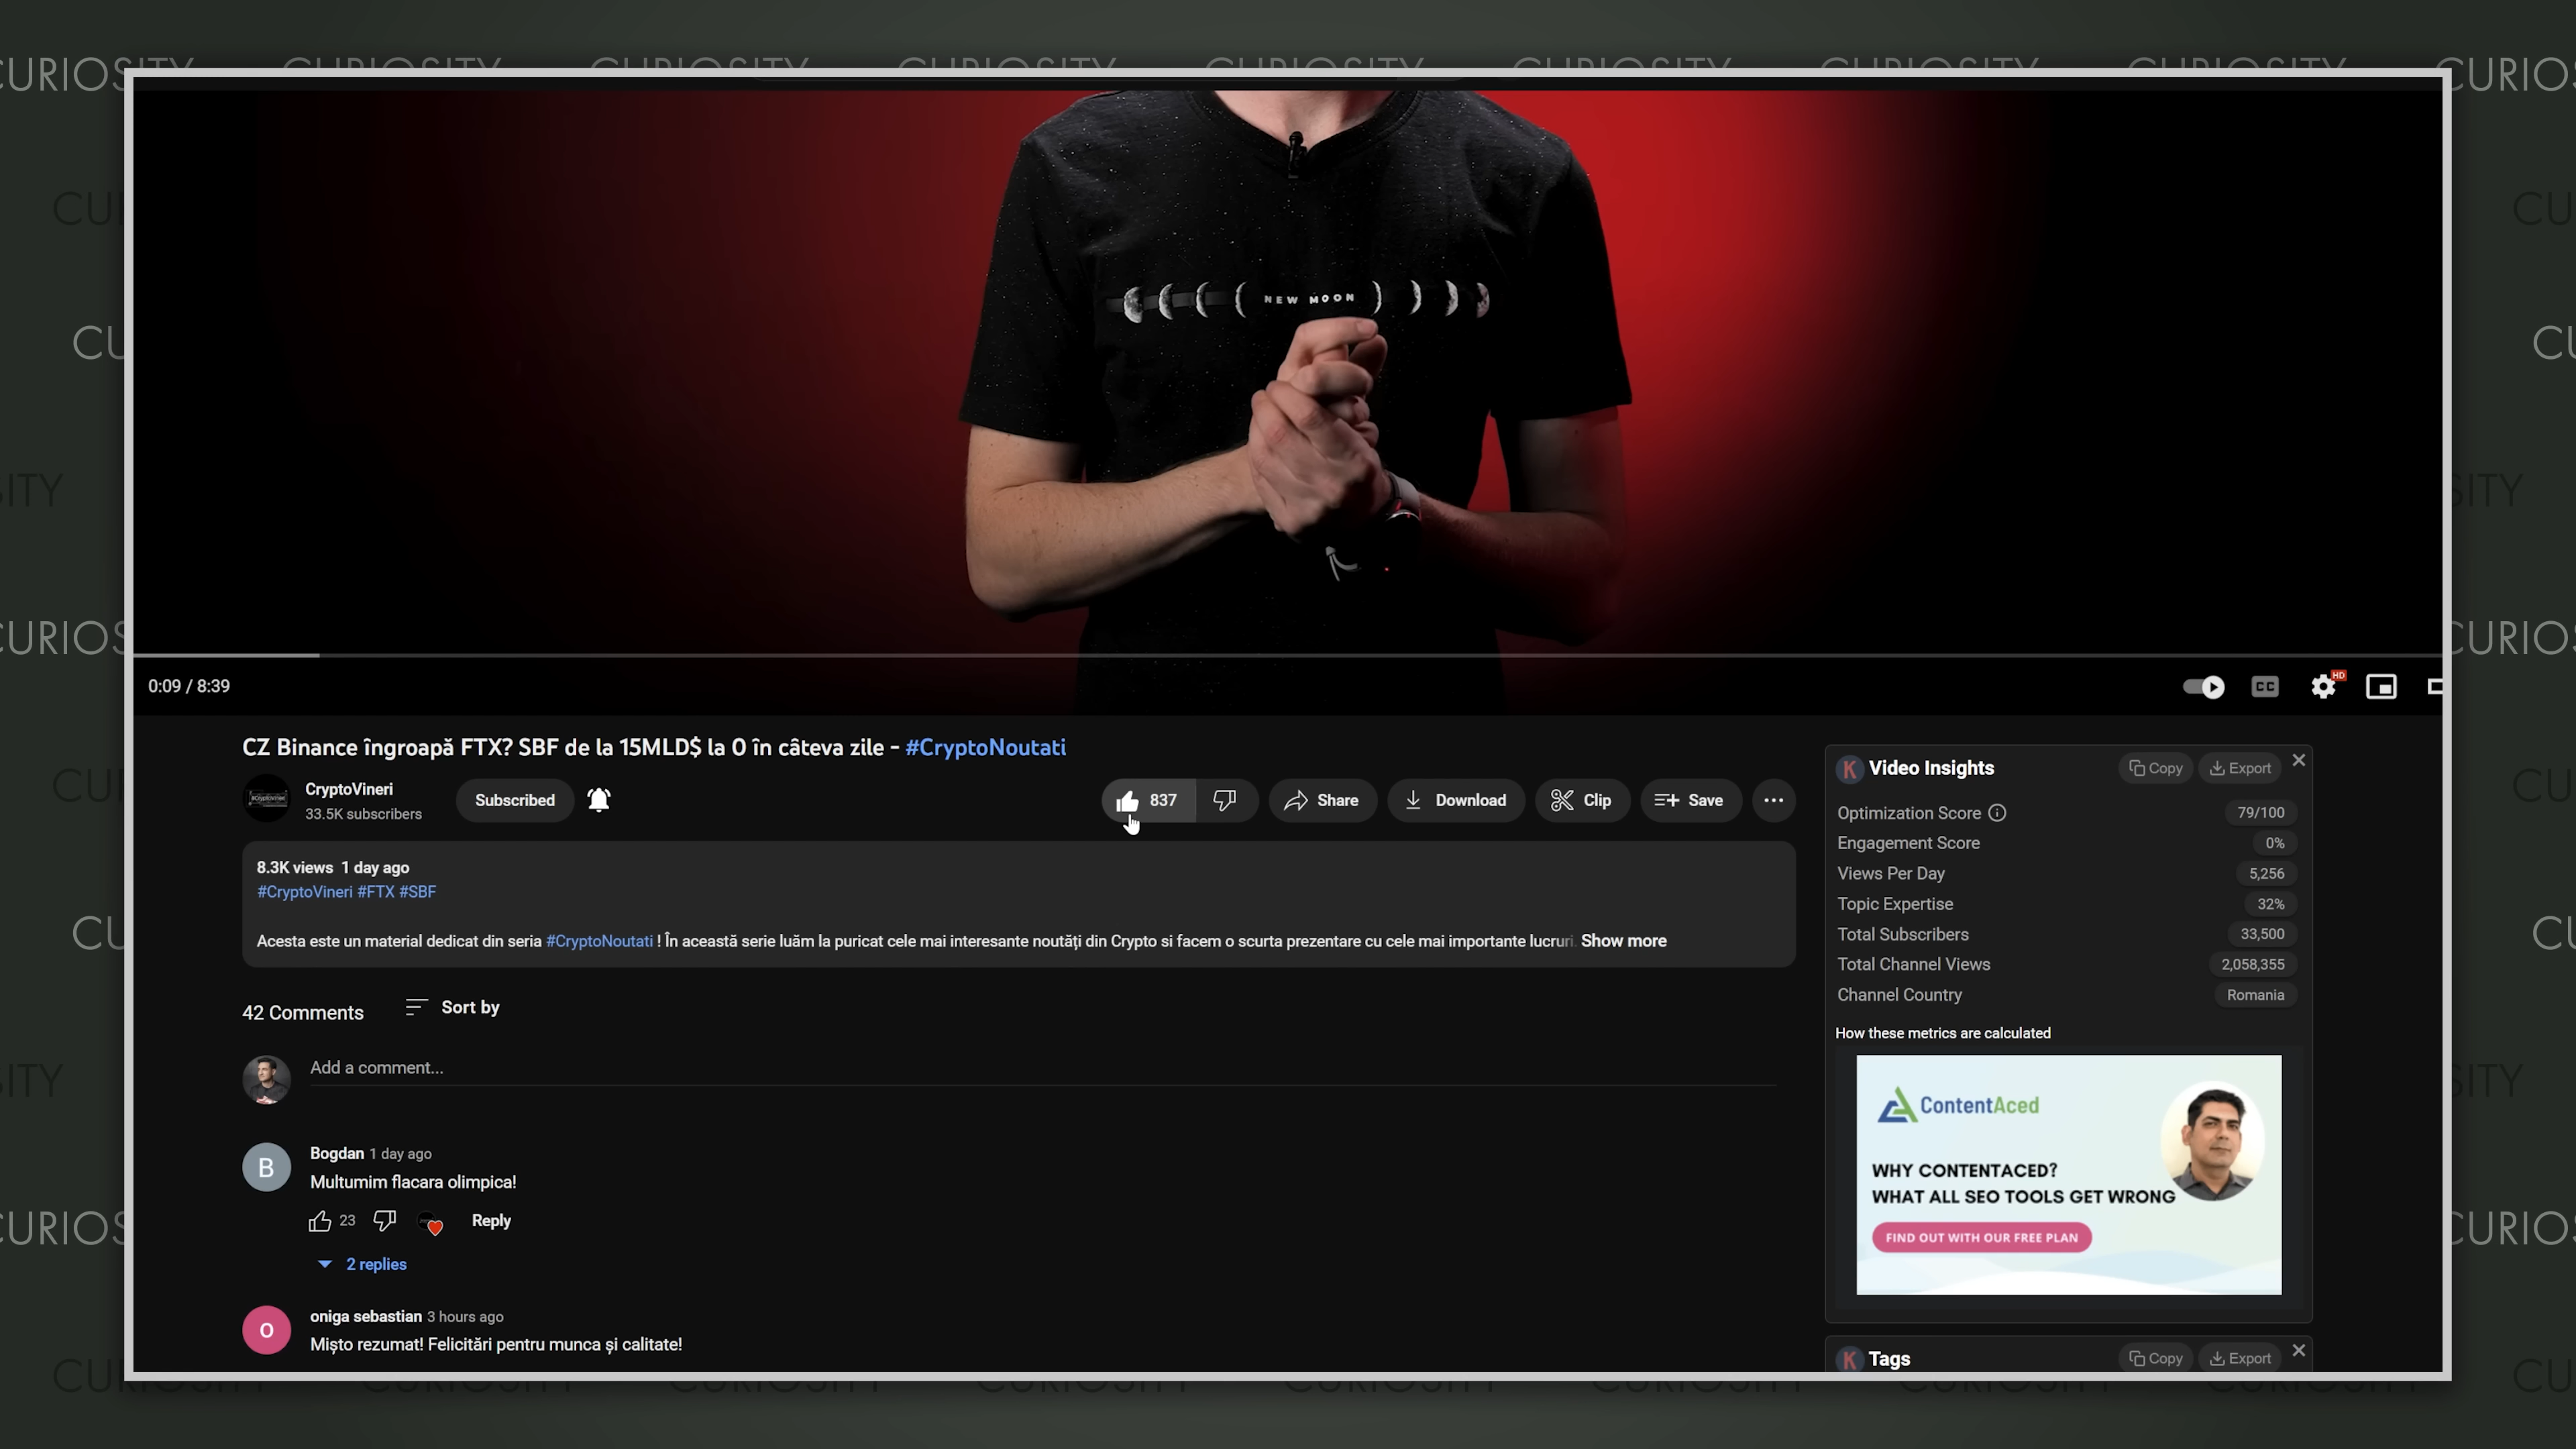 CURIOSITY CURIOSITY CURIOSITY CURIOSITY CURIOSITY CURIOSITY CURIOSITY CURIOSITY
NEW MOON
0:09 / 8:39
CC
HD
CZ Binance îngroapă FTX? SBF de la 15MLD$ la 0 în câteva zile - #CryptoNoutati
CryptoVineri
33.5K subscribers
Subscribed
837
Share
Download
Clip
Save
8.3K views 1 day ago
#CryptoVineri #FTX #SBF
Acesta este un material dedicat din seria #CryptoNoutati ! În această serie luăm la puricat cele mai interesante noutăți din Crypto si facem o scurta prezentare cu cele mai importante lucruri. Show more
42 Comments
Sort by
Add a comment...
B
Bogdan 1 day ago
Multumim flacara olimpica!
23
Reply
2 replies
O
oniga sebastian 3 hours ago
Mișto rezumat! Felicitări pentru munca și calitate!
K Video Insights
Copy
Export
Optimization Score 79/100
Engagement Score 0%
Views Per Day 5,256
Topic Expertise 32%
Total Subscribers 33,500
Total Channel Views 2,058,355
Channel Country Romania
How these metrics are calculated
ContentAced
WHY CONTENTACED?
WHAT ALL SEO TOOLS GET WRONG
FIND OUT WITH OUR FREE PLAN
K Tags
Copy
Export